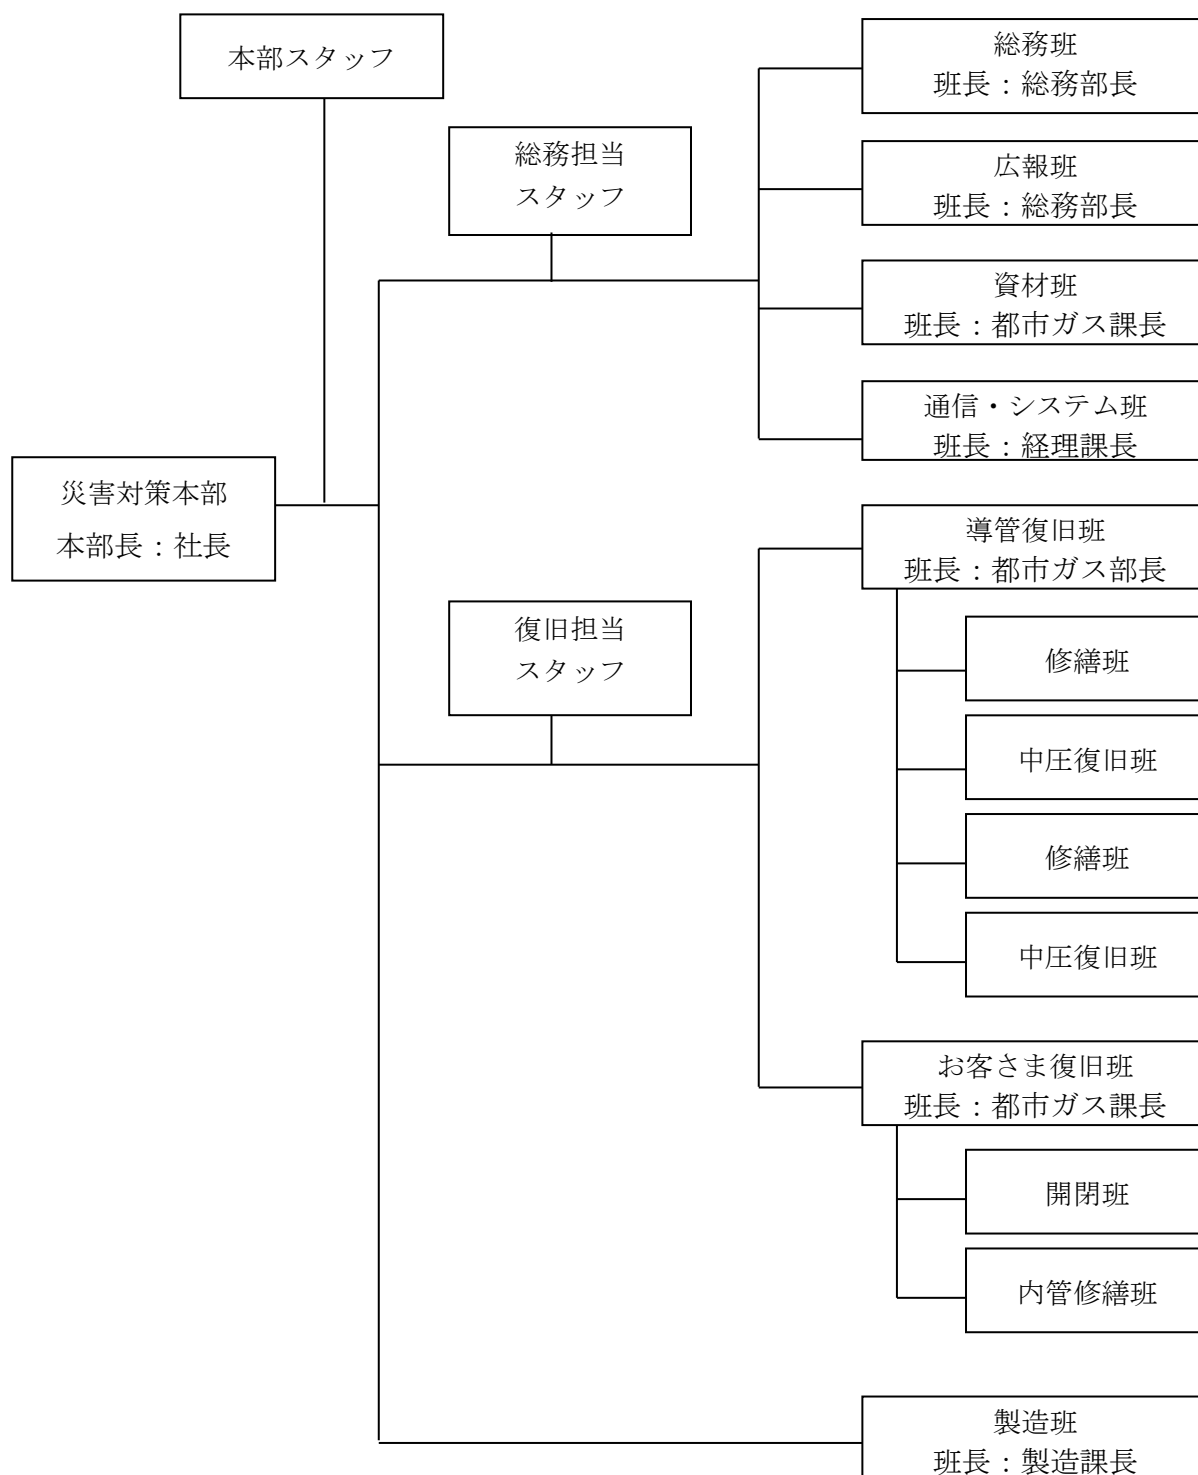 本部スタッフ
総務担当
スタッフ
総務班
班長：総務部長
広報班
班長：総務部長
資材班
班長：都市ガス課長
通信・システム班
班長：経理課長
災害対策本部
本部長：社長
復旧担当
スタッフ
導管復旧班
班長：都市ガス部長
修繕班
中圧復旧班
修繕班
中圧復旧班
お客さま復旧班
班長：都市ガス課長
開閉班
内管修繕班
製造班
班長：製造課長